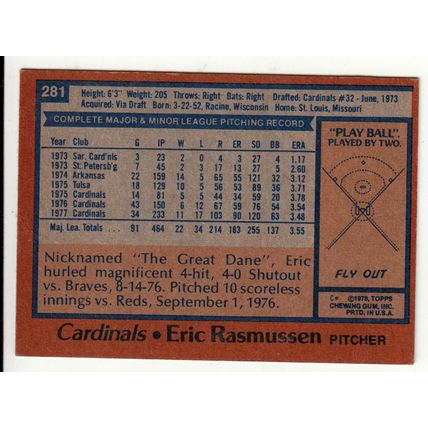 281
Height: 6'3" Weight: 205 Throws: Right Bats: Right Drafted: Cardinals #32-June, 1973
Acquired: Via Draft Born: 3-22-52, Racine, Wisconsin Home: St. Louis, Missouri
COMPLETE MAJOR & MINOR LEAGUE PITCHING RECORD
Year Club G IP W L R ER SO BB ERA
1973 Sar. Card'nls 3 23 2 0 4 3 20 1 1.17
1973 St. Petersb'g 7 45 2 4 17 13 27 5 2.60
1974 Arkansas 22 159 14
1975 Tulsa 18 129 10 5 56 53 89 36 3.71
1975 Cardinals 14 81 5 5 44 34 59 20 3.78
1976 Cardinals 43 150 6 12 67 59 76 54 3.54
1977 Cardinals 34 233 11 17 103 90 120 63 3.48
Maj. Lea. Totals ... 91 464 22 34 214 183 255 137 3.55
"PLAY BALL"
PLAYED BY TWO.
FLY OUT
Nicknamed "The Great Dane", Eric
hurled magnificent 4-hit, 4-0 Shutout
vs. Braves, 8-14-76. Pitched 10 scoreless
innings vs. Reds, September 1, 1976.
©1978, TOPPS
CHEWING GUM, INC.
PRTD. IN U.S.A.
Cardinals • Eric Rasmussen PITCHER